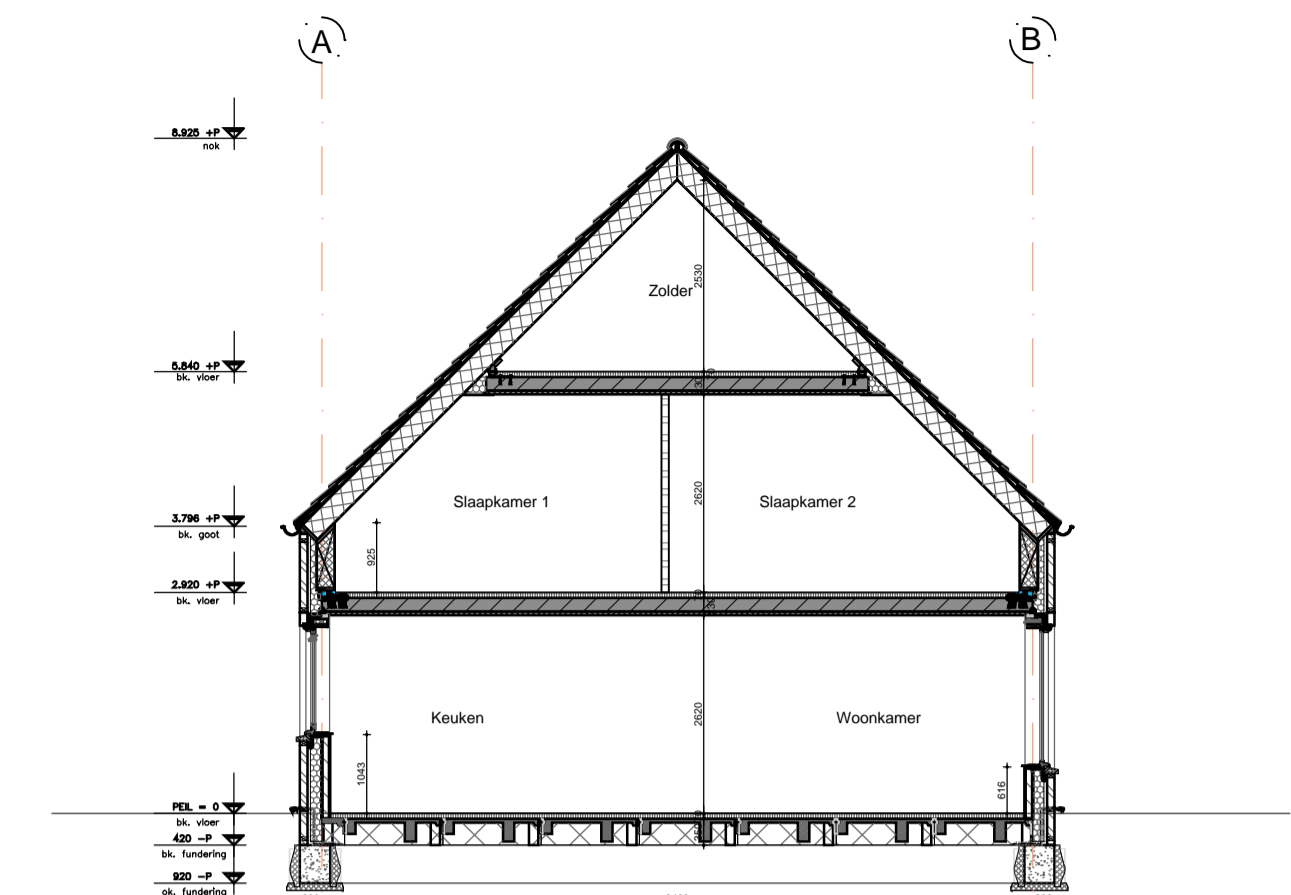 A
B
8.925 +P
nok
2530
Zolder
5.840 +P
bk. vloer
Slaapkamer 1
2620
Slaapkamer 2
3.796 +P
bk. goot
925
2.920 +P
bk. vloer
Keuken
2620
Woonkamer
1043
616
PEIL = 0
bk. vloer
420 -P
bk. fundering
920 -P
ok. fundering